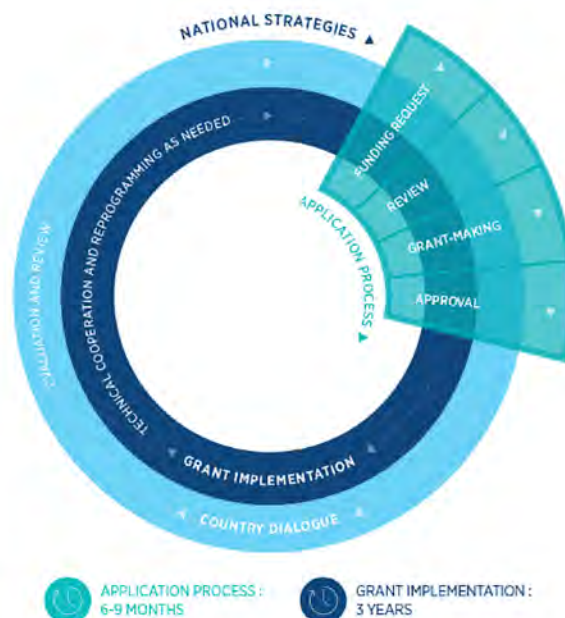 NATIONAL STRATEGIES
FUNDING REQUEST
REVIEW
GRANT-MAKING
APPROVAL
APPLICATION PROCESS
TECHNICAL COOPERATION AND REPROGRAMMING AS NEEDED
EVALUATION AND REVIEW
GRANT IMPLEMENTATION
COUNTRY DIALOGUE
APPLICATION PROCESS :
6-9 MONTHS
GRANT IMPLEMENTATION :
3 YEARS